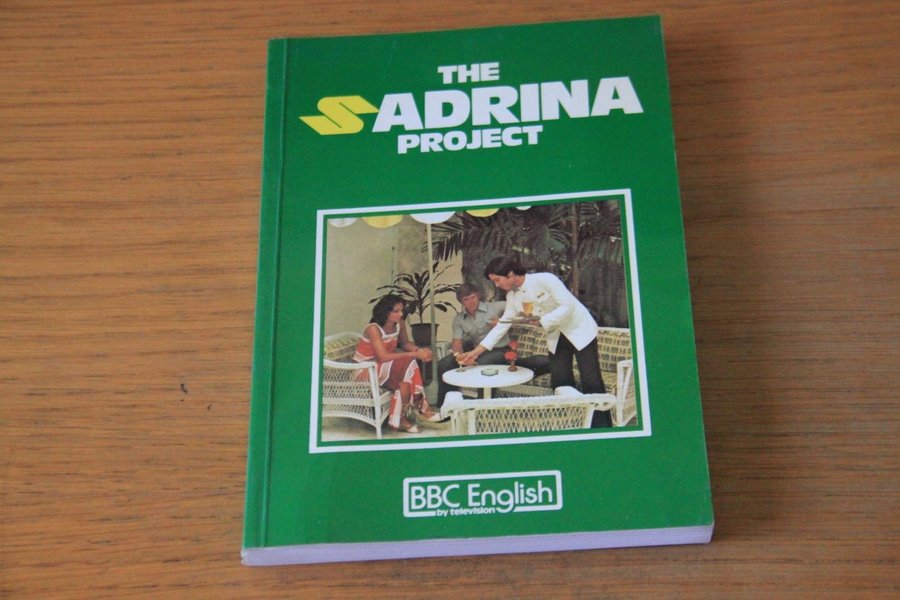 THE
SADRINA
PROJECT
BBC English
by television